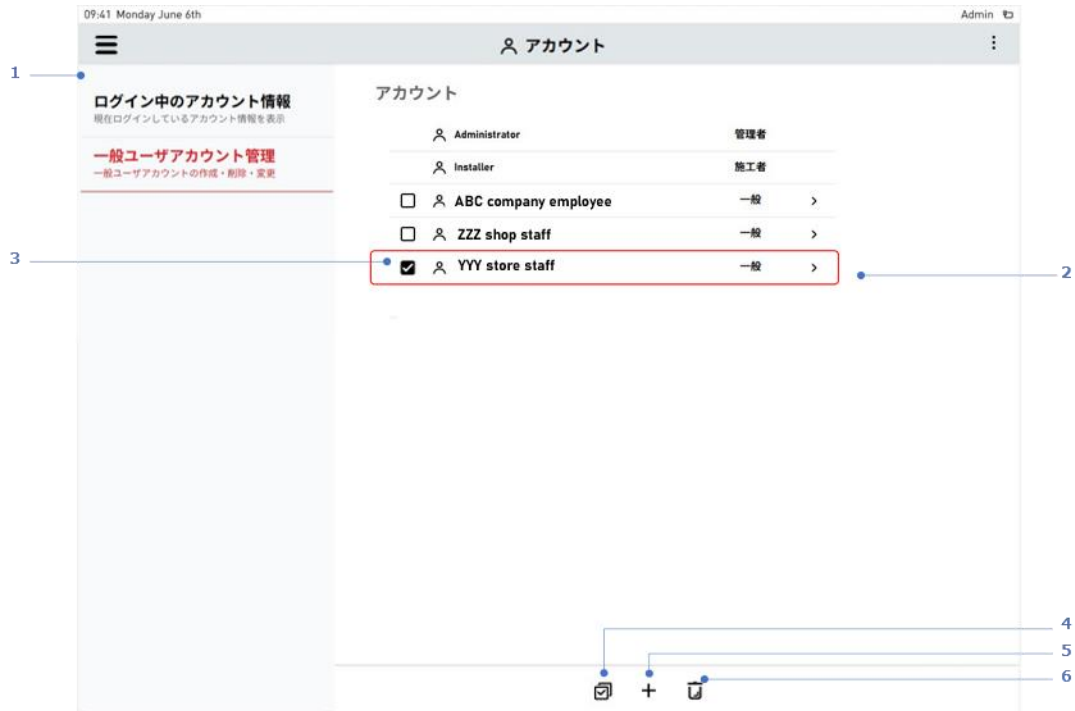 09:41 Monday June 6th
Admin
アカウント
1
ログイン中のアカウント情報
現在ログインしているアカウント情報を表示
一般ユーザアカウント管理
一般ユーザアカウントの作成・削除・変更
アカウント
Administrator 管理者
Installer 施工者
ABC company employee 一般
ZZZ shop staff 一般
3
YYY store staff 一般
2
4
5
6